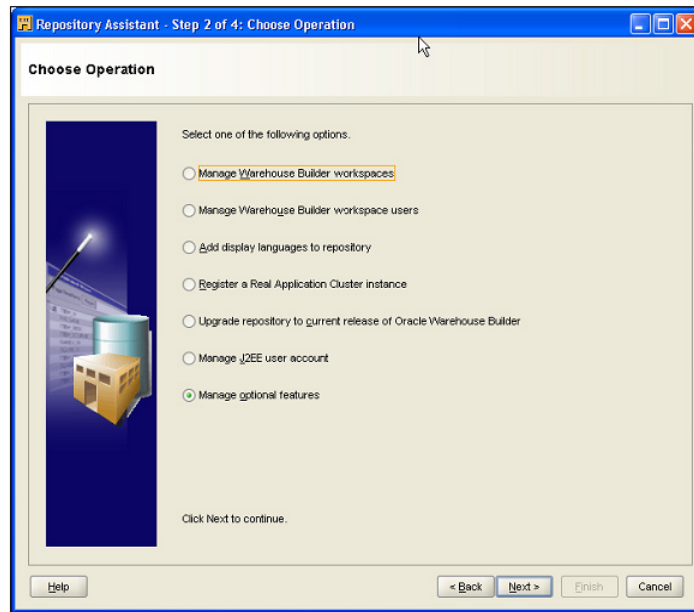 Repository Assistant - Step 2 of 4: Choose Operation
Choose Operation
Select one of the following options.
Manage Warehouse Builder workspaces
Manage Warehouse Builder workspace users
Add display languages to repository
Register a Real Application Cluster instance
Upgrade repository to current release of Oracle Warehouse Builder
Manage J2EE user account
Manage optional features
Click Next to continue.
Help
< Back
Next >
Finish
Cancel